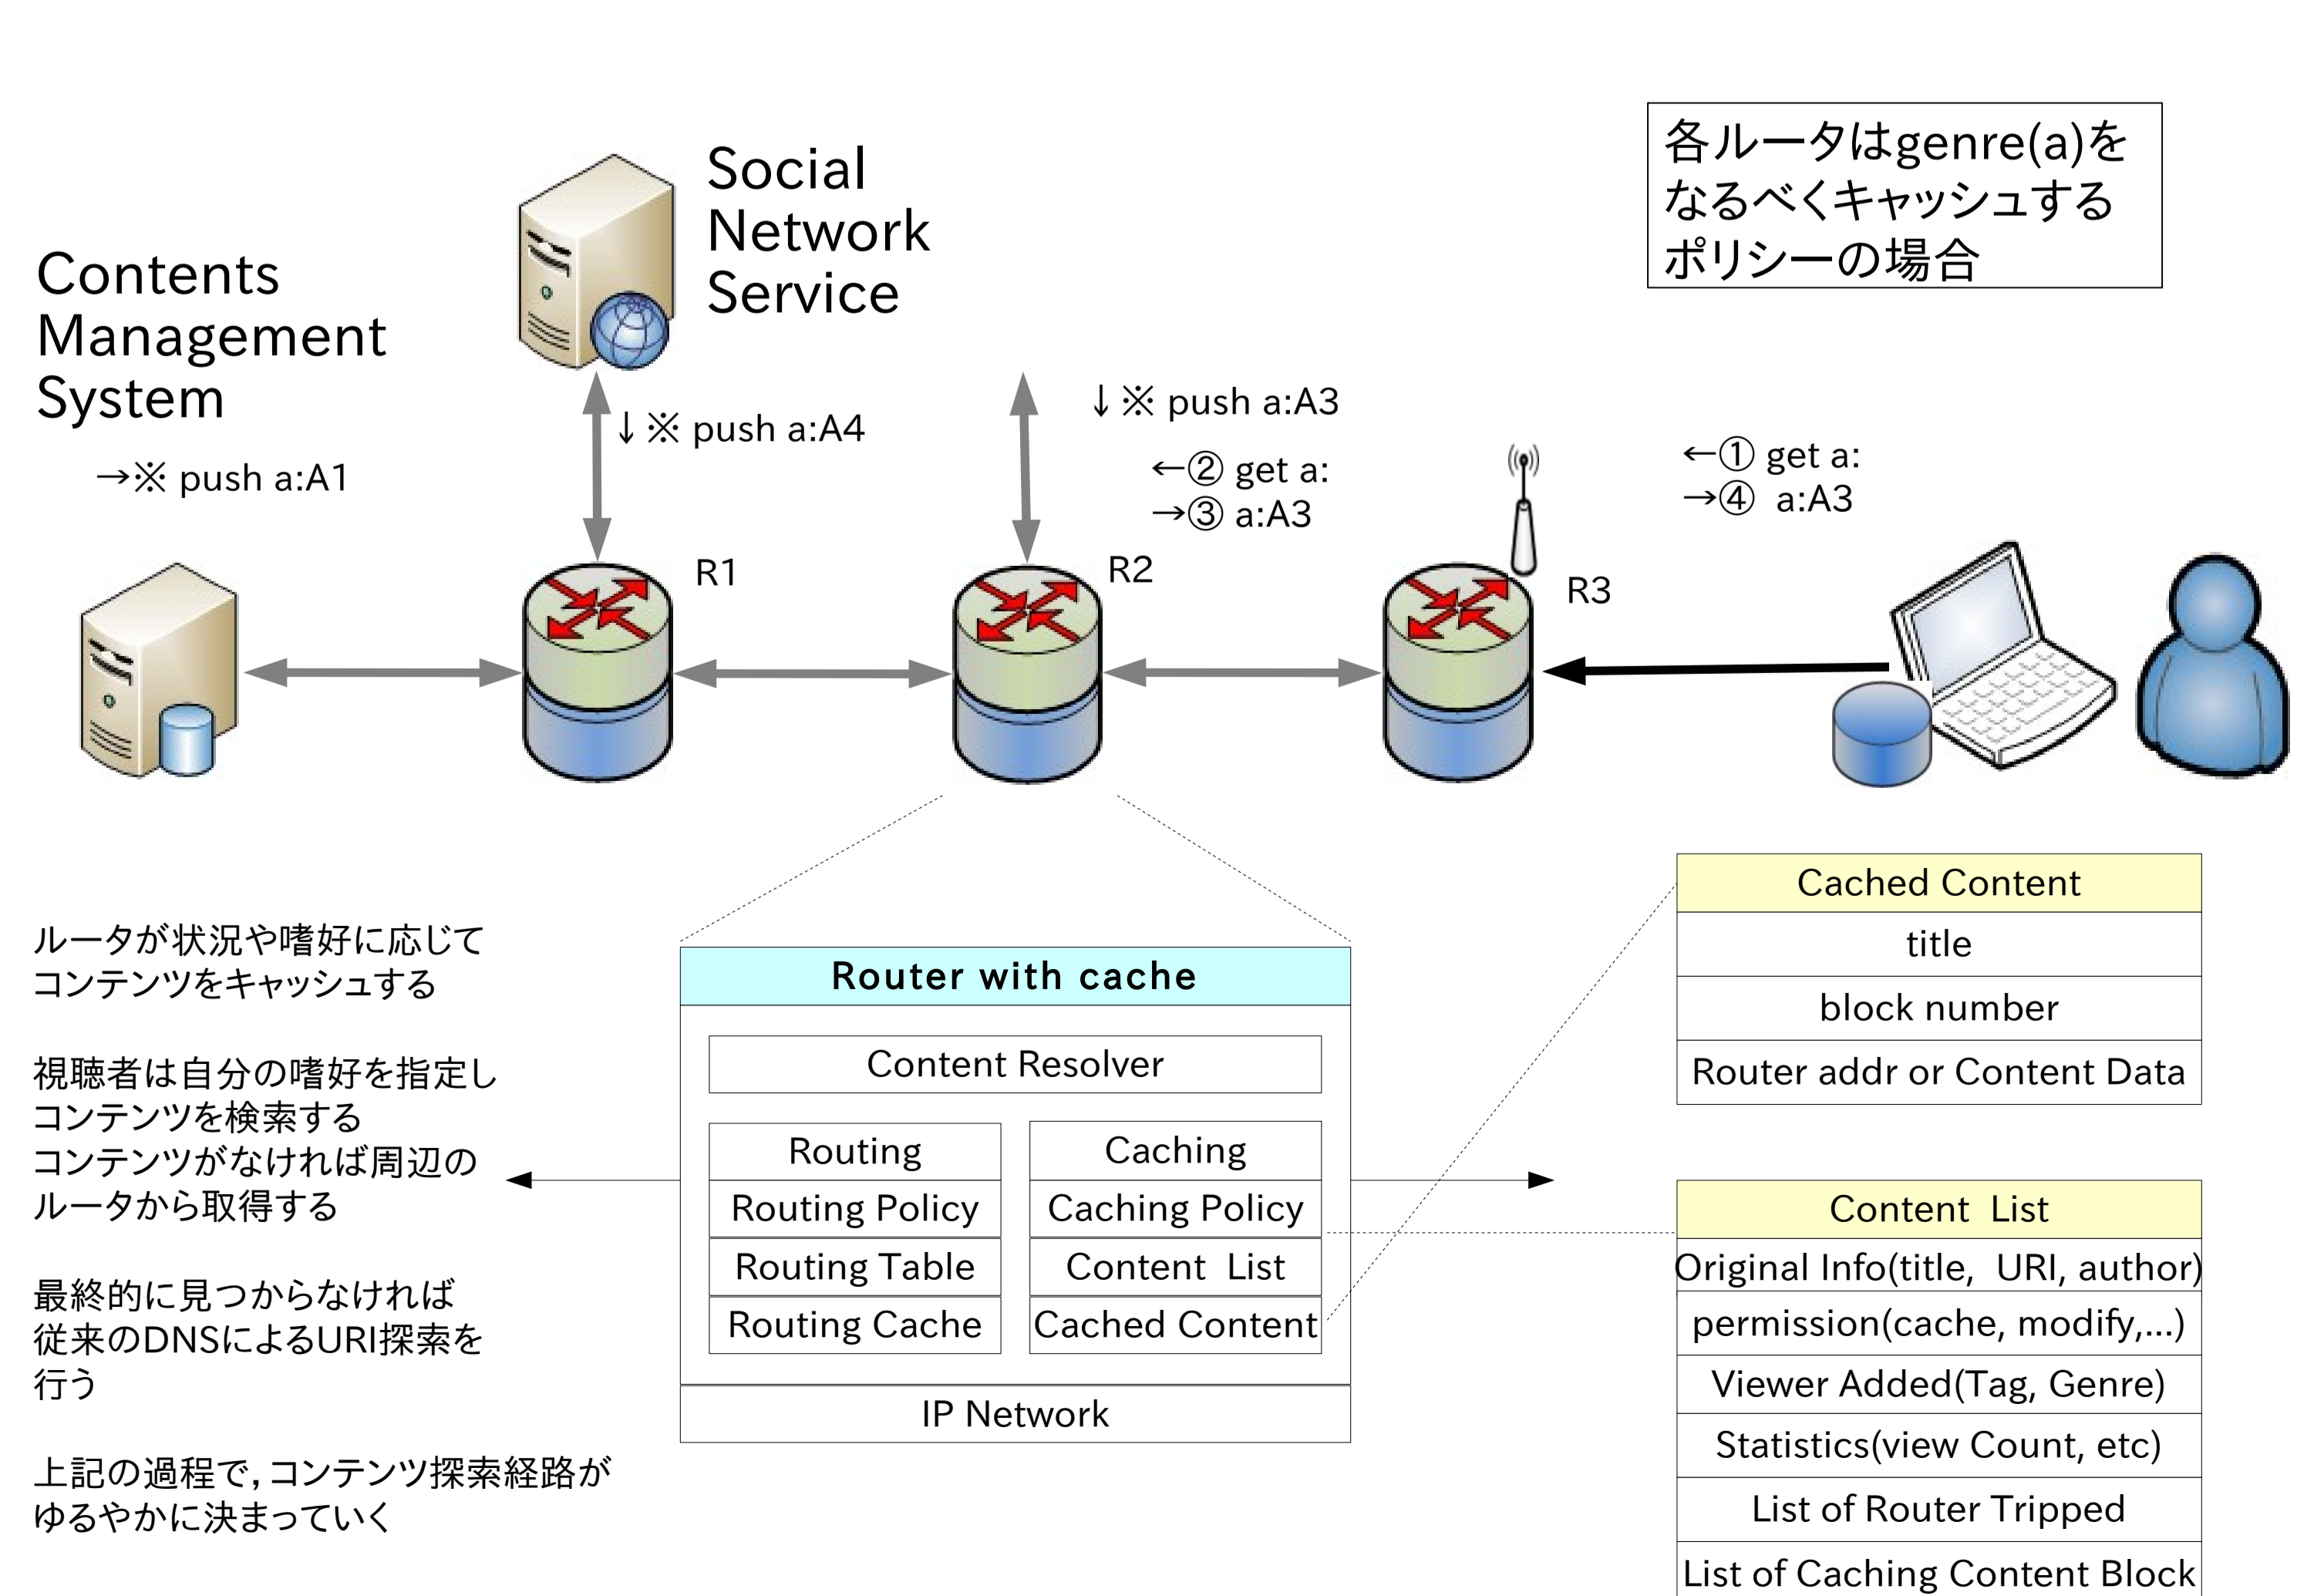 各ルータはgenre(a)を
なるべくキャッシュする
ポリシーの場合
Social
Network
Service
Contents
Management
System
→※ push a:A1
↓※ push a:A4
↓※ push a:A3
←② get a:
→③ a:A3
←① get a:
→④ a:A3
R1
R2
R3
ルータが状況や嗜好に応じて
コンテンツをキャッシュする
視聴者は自分の嗜好を指定し
コンテンツを検索する
コンテンツがなければ周辺の
ルータから取得する
最終的に見つからなければ
従来のDNSによるURI探索を
行う
上記の過程で，コンテンツ探索経路が
ゆるやかに決まっていく
Router with cache
Content Resolver
Routing
Routing Policy
Routing Table
Routing Cache
Caching
Caching Policy
Content List
Cached Content
IP Network
Cached Content
title
block number
Router addr or Content Data
Content List
Original Info(title, URI, author)
permission(cache, modify,...)
Viewer Added(Tag, Genre)
Statistics(view Count, etc)
List of Router Tripped
List of Caching Content Block